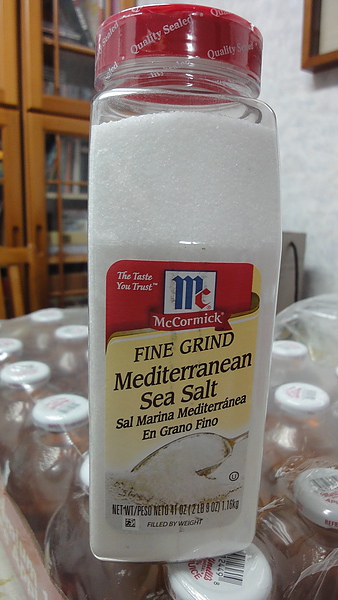 Quality Sealed Quality Sealed
The Taste
You Trust™
Mc
McCormick®
FINE GRIND
Mediterranean
Sea Salt
Sal Marina Mediterránea
En Grano Fino
U
NET WT/PESO NETO 41 OZ (2 LB 9 OZ) 1.16kg
FILLED BY WEIGHT